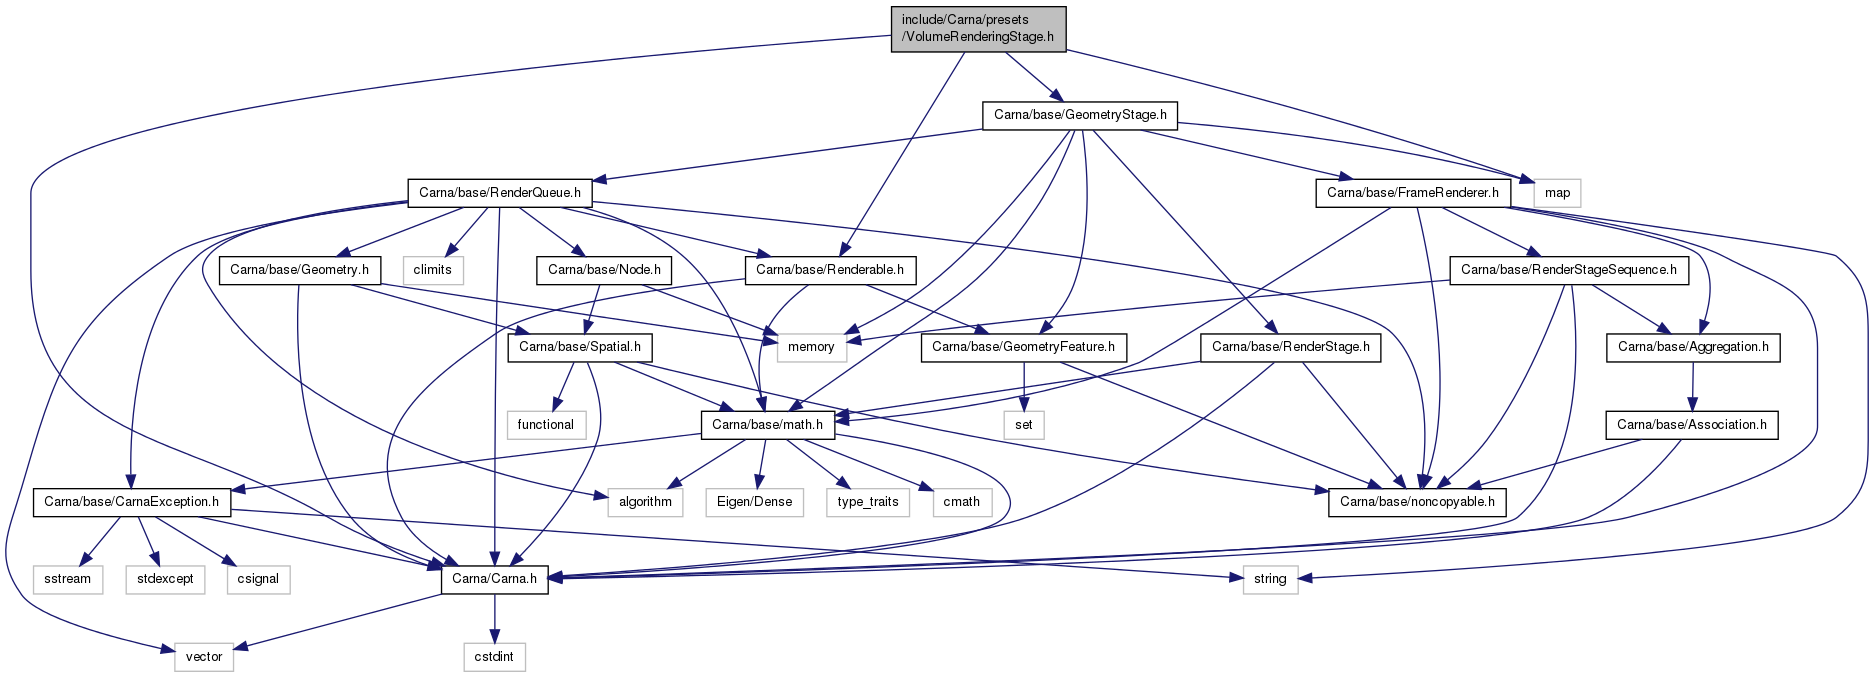 include/Carna/presets
/VolumeRenderingStage.h
Carna/base/GeometryStage.h
Carna/base/RenderQueue.h
Carna/base/FrameRenderer.h
map
Carna/base/Geometry.h
climits
Carna/base/Node.h
Carna/base/Renderable.h
Carna/base/RenderStageSequence.h
Carna/base/Spatial.h
memory
Carna/base/GeometryFeature.h
Carna/base/RenderStage.h
Carna/base/Aggregation.h
functional
Carna/base/math.h
set
Carna/base/Association.h
Carna/base/CarnaException.h
algorithm
Eigen/Dense
type_traits
cmath
Carna/base/noncopyable.h
sstream
stdexcept
csignal
Carna/Carna.h
string
vector
cstdint